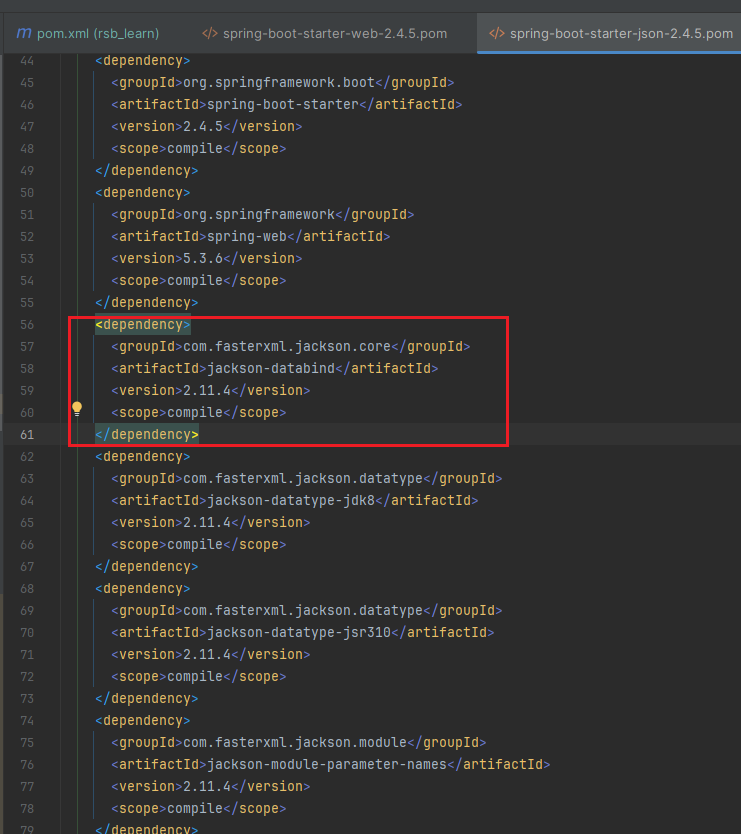 m pom.xml (rsb_learn) </> spring-boot-starter-web-2.4.5.pom </> spring-boot-starter-json-2.4.5.pom
44 <dependency>
45 <groupId>org.springframework.boot</groupId>
46 <artifactId>spring-boot-starter</artifactId>
47 <version>2.4.5</version>
48 <scope>compile</scope>
49 </dependency>
50 <dependency>
51 <groupId>org.springframework</groupId>
52 <artifactId>spring-web</artifactId>
53 <version>5.3.6</version>
54 <scope>compile</scope>
55 </dependency>
56 <dependency>
57 <groupId>com.fasterxml.jackson.core</groupId>
58 <artifactId>jackson-databind</artifactId>
59 <version>2.11.4</version>
60 <scope>compile</scope>
61 </dependency>
62 <dependency>
63 <groupId>com.fasterxml.jackson.datatype</groupId>
64 <artifactId>jackson-datatype-jdk8</artifactId>
65 <version>2.11.4</version>
66 <scope>compile</scope>
67 </dependency>
68 <dependency>
69 <groupId>com.fasterxml.jackson.datatype</groupId>
70 <artifactId>jackson-datatype-jsr310</artifactId>
71 <version>2.11.4</version>
72 <scope>compile</scope>
73 </dependency>
74 <dependency>
75 <groupId>com.fasterxml.jackson.module</groupId>
76 <artifactId>jackson-module-parameter-names</artifactId>
77 <version>2.11.4</version>
78 <scope>compile</scope>
79 </dependency>